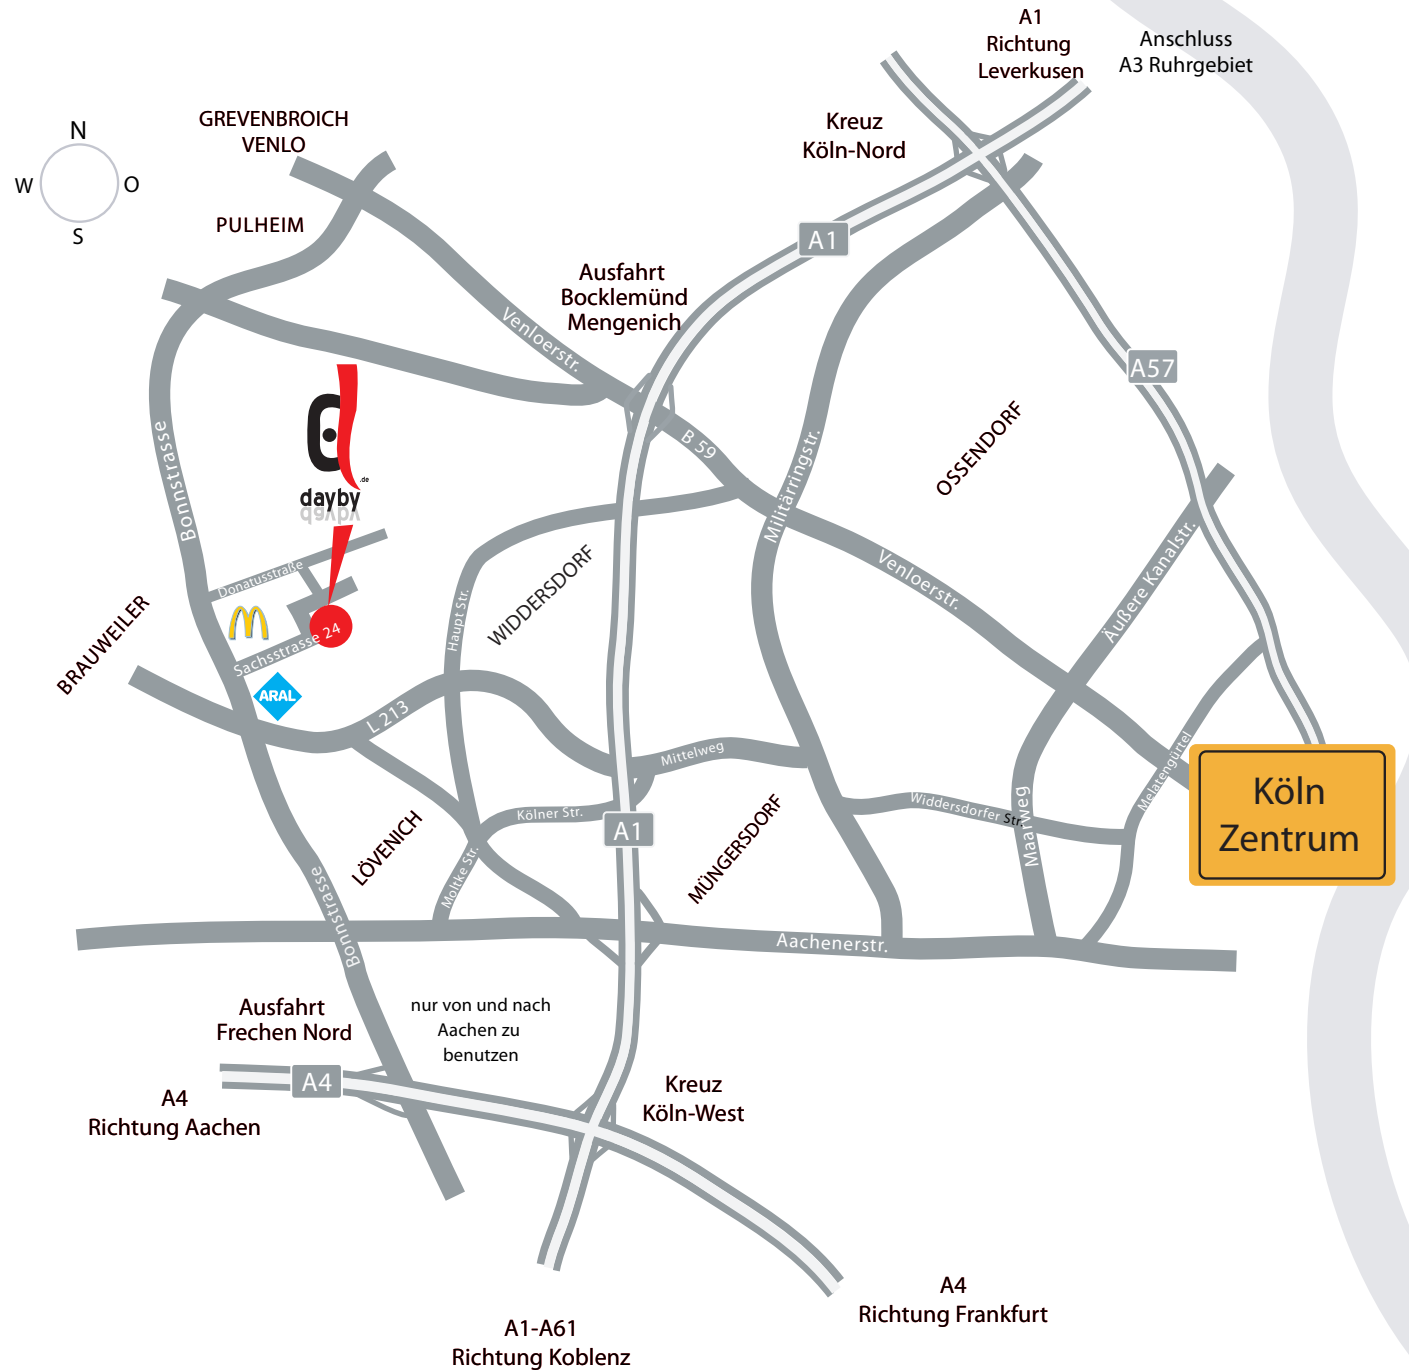 A1
Richtung
Leverkusen
Anschluss
A3 Ruhrgebiet
GREVENBROICH
VENLO
Kreuz
Köln-Nord
N
W
O
S
PULHEIM
A1
Ausfahrt
Bocklemünd
Mengenich
Venloerstr.
A57
B 59
OSSENDORF
Militärringstr.
Bonnstrasse
.de
dayby
dayby
Donatusstraße
WIDDERSDORF
Haupt Str.
Venloerstr.
Äußere Kanalstr.
BRAUWEILER
Sachsstrasse 24
ARAL
L 213
Mittelweg
Melatengürtel
Köln
Zentrum
Kölner Str.
A1
Widdersdorfer Str.
Maarweg
LÖVENICH
MÜNGERSDORF
Moltke Str.
Bonnstrasse
Aachenerstr.
Ausfahrt
Frechen Nord
nur von und nach
Aachen zu
benutzen
A4
A4
Richtung Aachen
Kreuz
Köln-West
A4
Richtung Frankfurt
A1-A61
Richtung Koblenz